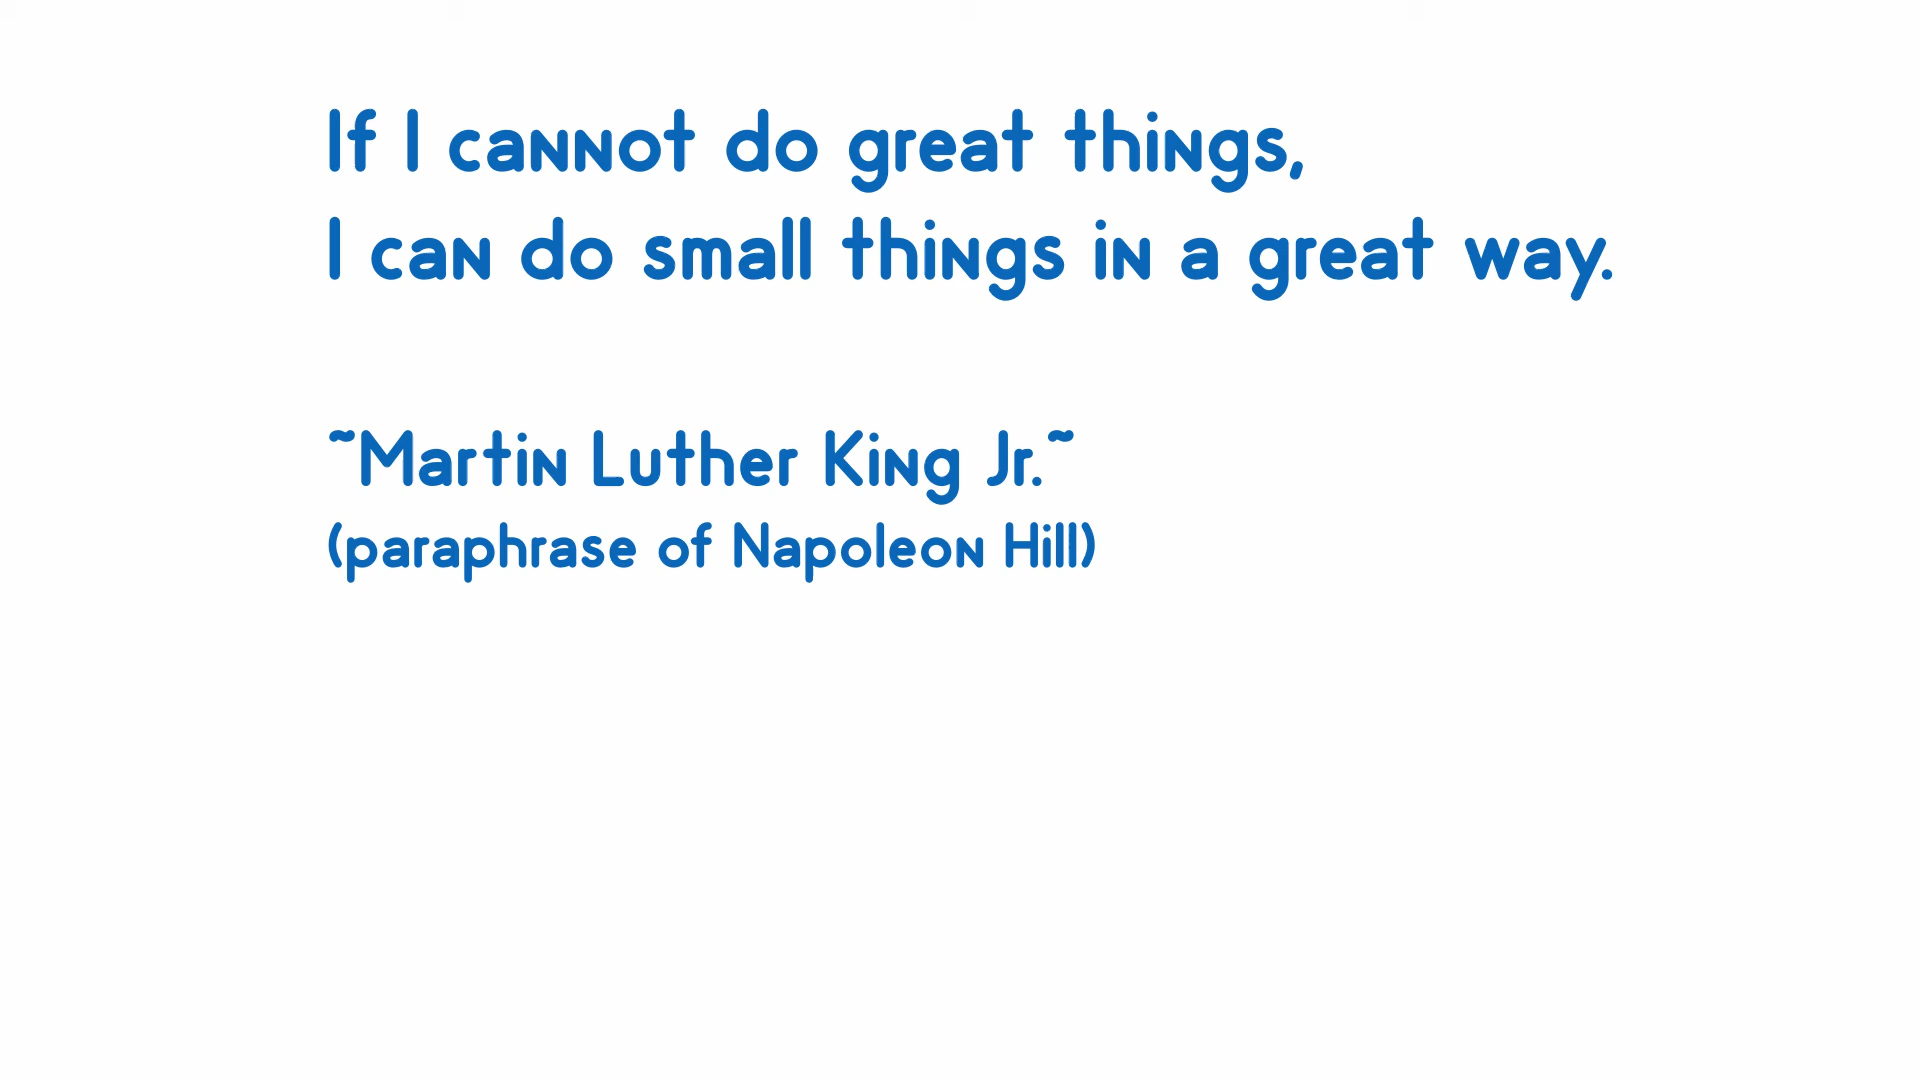 If I cannot do great things,
I can do small things in a great way.
~Martin Luther King Jr.~
(paraphrase of Napoleon Hill)